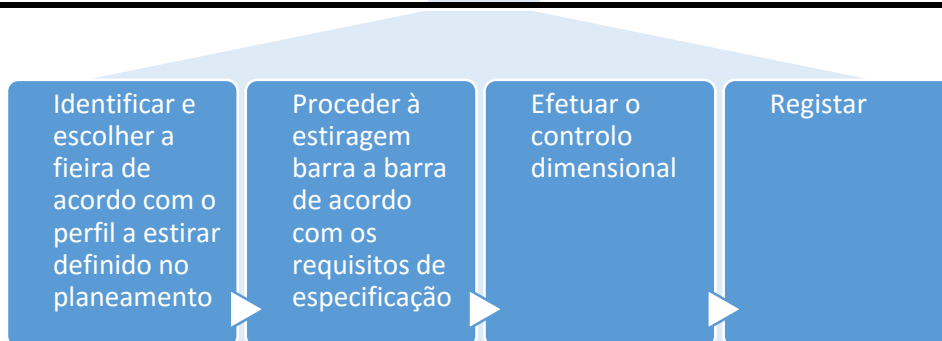 Identificar e
escolher a
fieira de
acordo com o
perfil a estirar
definido no
planeamento
Proceder à
estiragem
barra a barra
de acordo
com os
requisitos de
especificação
Efetuar o
controlo
dimensional
Registar